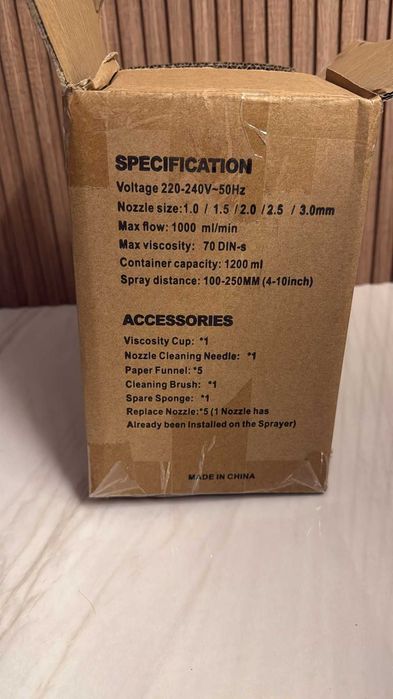 SPECIFICATION
Voltage 220-240V~50Hz
Nozzle size:1.0 / 1.5 /2.0 /2.5 / 3.0mm
Max flow: 1000 ml/min
Max viscosity: 70 DIN-s
Container capacity: 1200 ml
Spray distance: 100-250MM (4-10inch)
ACCESSORIES
Viscosity Cup: *1
Nozzle Cleaning Needle: *1
Paper Funnel: *5
Cleaning Brush: *1
Spare Sponge: *1
Replace Nozzle:*5 (1 Nozzle has
Already been Installed on the Sprayer)
MADE IN CHINA